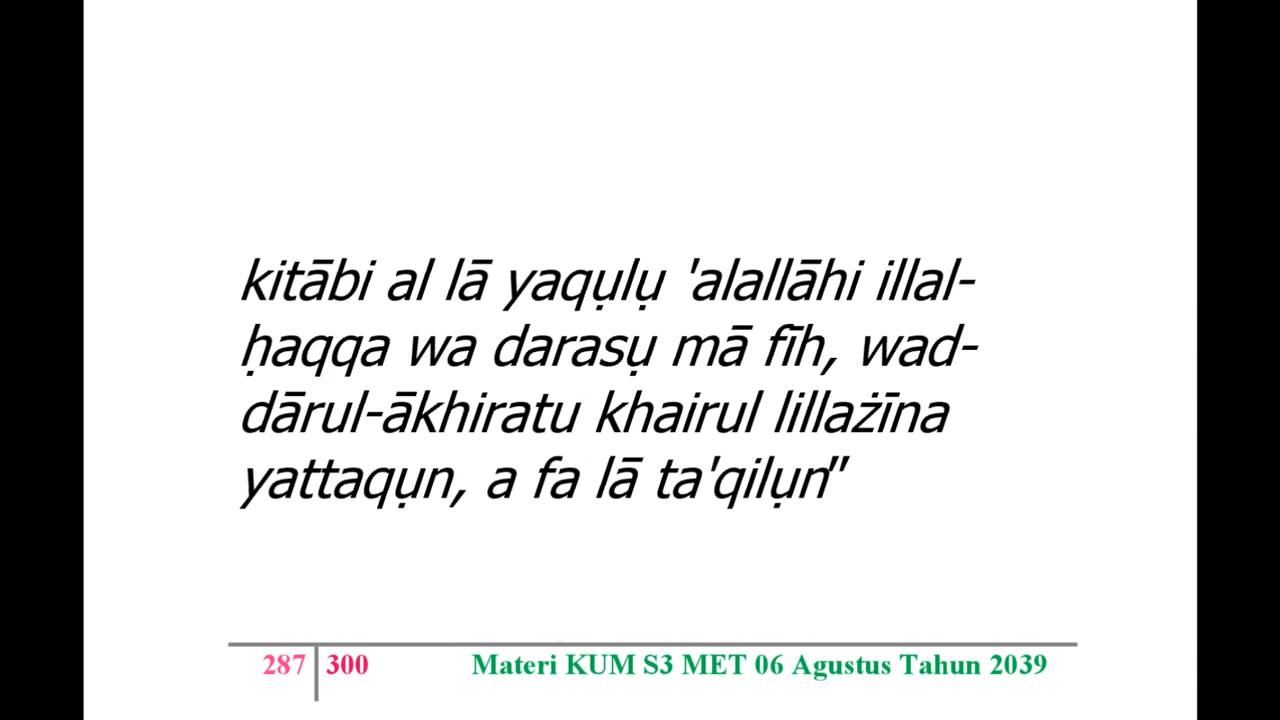 kitābi al lā yaqụlụ 'alallāhi illal-
ḥaqqa wa darasụ mā fīh, wad-
dārul-ākhiratu khairul lillażīna
yattaqụn, a fa lā ta'qilụn"
287 300 Materi KUM S3 MET 06 Agustus Tahun 2039